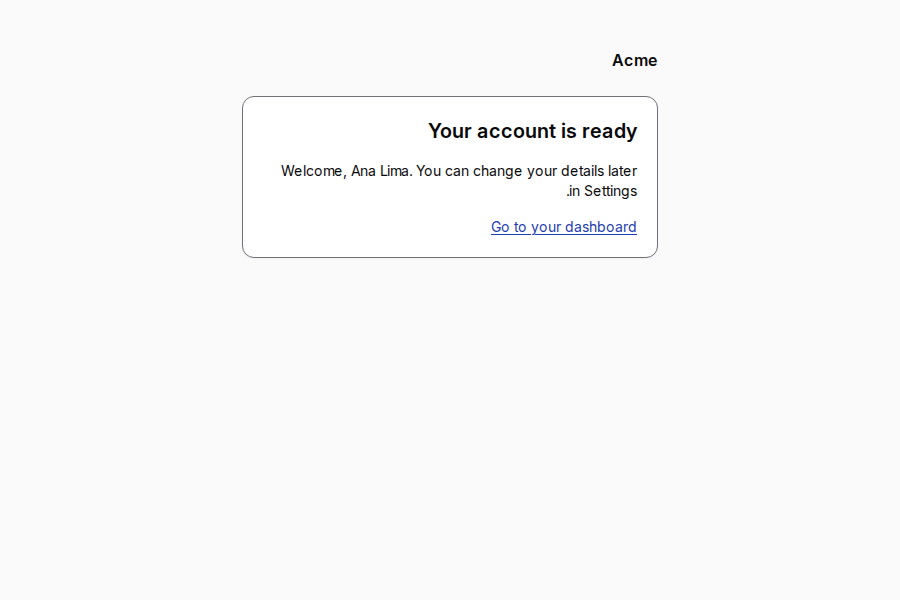 Acme
Your account is ready
Welcome, Ana Lima. You can change your details later
.in Settings
Go to your dashboard